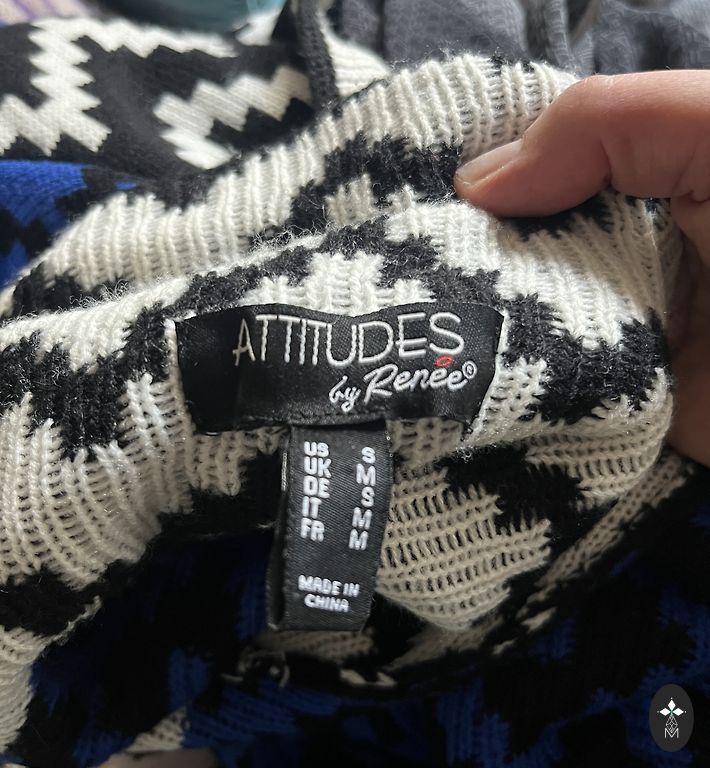 ATTITUDES
by Renée®
US S
UK M
DE S
IT M
FR M
MADE IN
CHINA
M